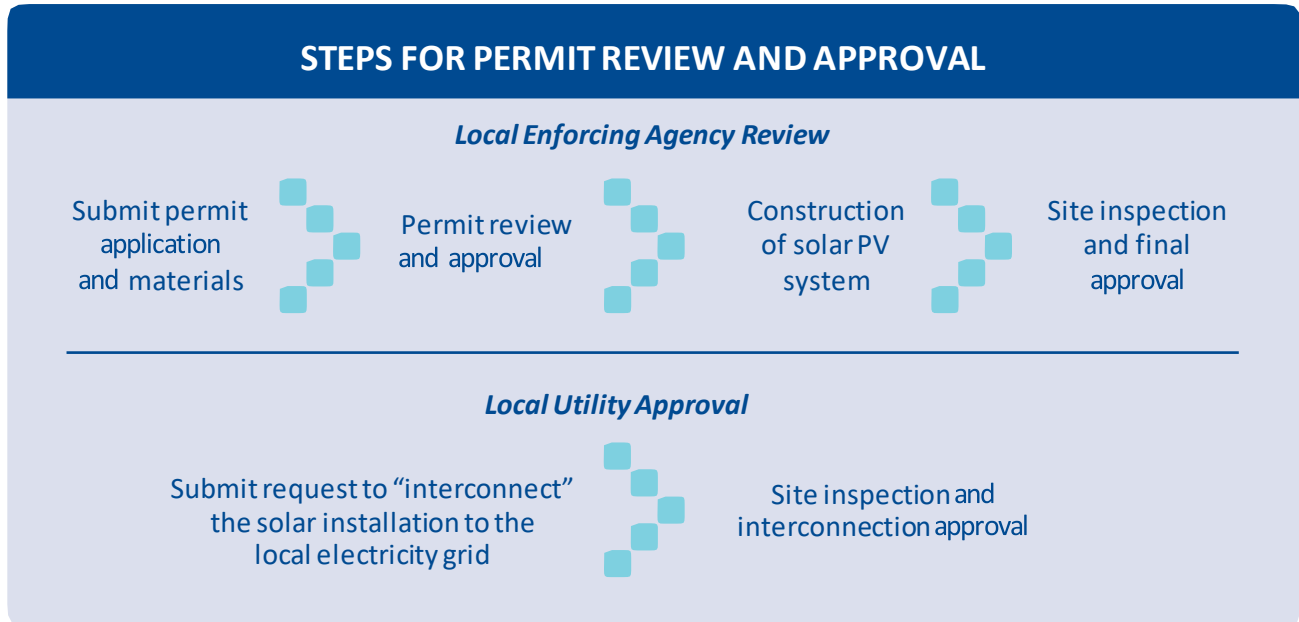 STEPS FOR PERMIT REVIEW AND APPROVAL
Local Enforcing Agency Review
Submit permit
application
and materials
Permit review
and approval
Construction
of solar PV
system
Site inspection
and final
approval
Local Utility Approval
Submit request to “interconnect”
the solar installation to the
local electricity grid
Site inspection and
interconnection approval